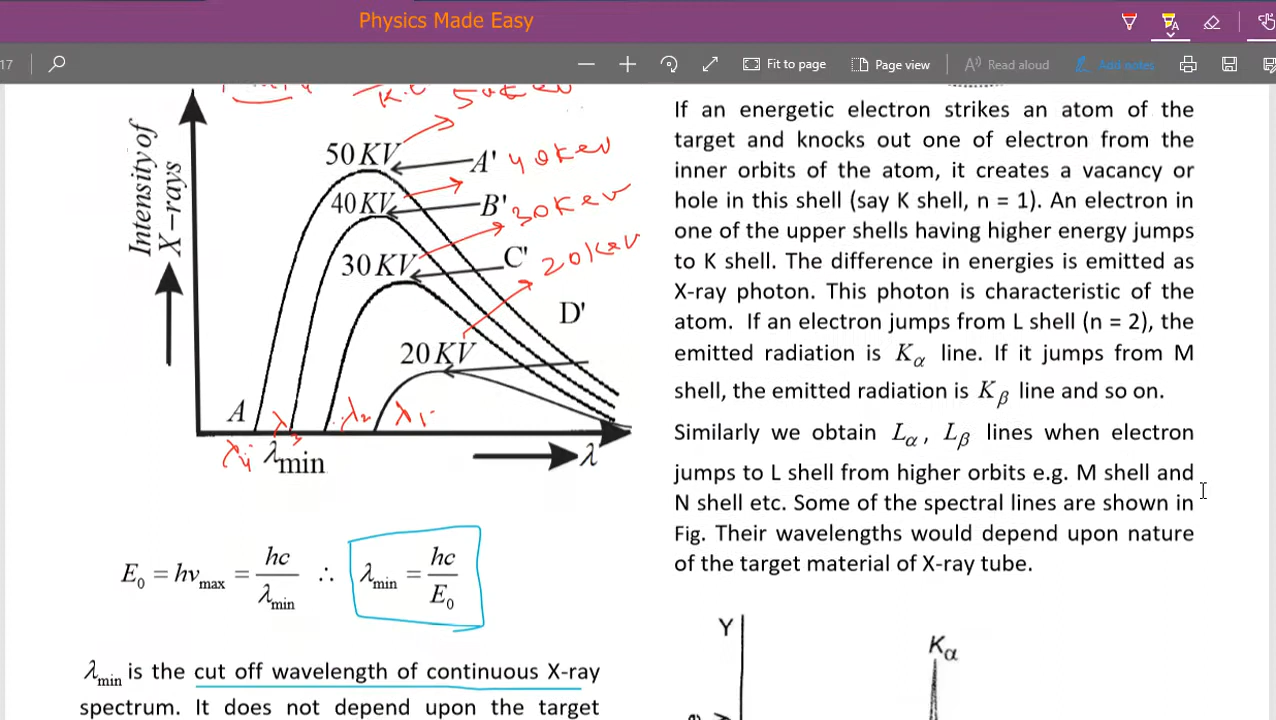 Physics Made Easy
17
Fit to page
Page view
Read aloud
Add notes
Intensity of
X-rays
50 KV
A'
40 KeV
40 KV
B'
30 KeV
30 KV
C'
20 KeV
D'
20 KV
A
λ₄
λ₃
λ₂
λ₁
λmin
λ
E₀ = hνmax = hc/λmin ∴ λmin = hc/E₀
λmin is the cut off wavelength of continuous X-ray
spectrum. It does not depend upon the target
If an energetic electron strikes an atom of the
target and knocks out one of electron from the
inner orbits of the atom, it creates a vacancy or
hole in this shell (say K shell, n = 1). An electron in
one of the upper shells having higher energy jumps
to K shell. The difference in energies is emitted as
X-ray photon. This photon is characteristic of the
atom. If an electron jumps from L shell (n = 2), the
emitted radiation is Kα line. If it jumps from M
shell, the emitted radiation is Kβ line and so on.
Similarly we obtain Lα, Lβ lines when electron
jumps to L shell from higher orbits e.g. M shell and
N shell etc. Some of the spectral lines are shown in
Fig. Their wavelengths would depend upon nature
of the target material of X-ray tube.
Y
Kα